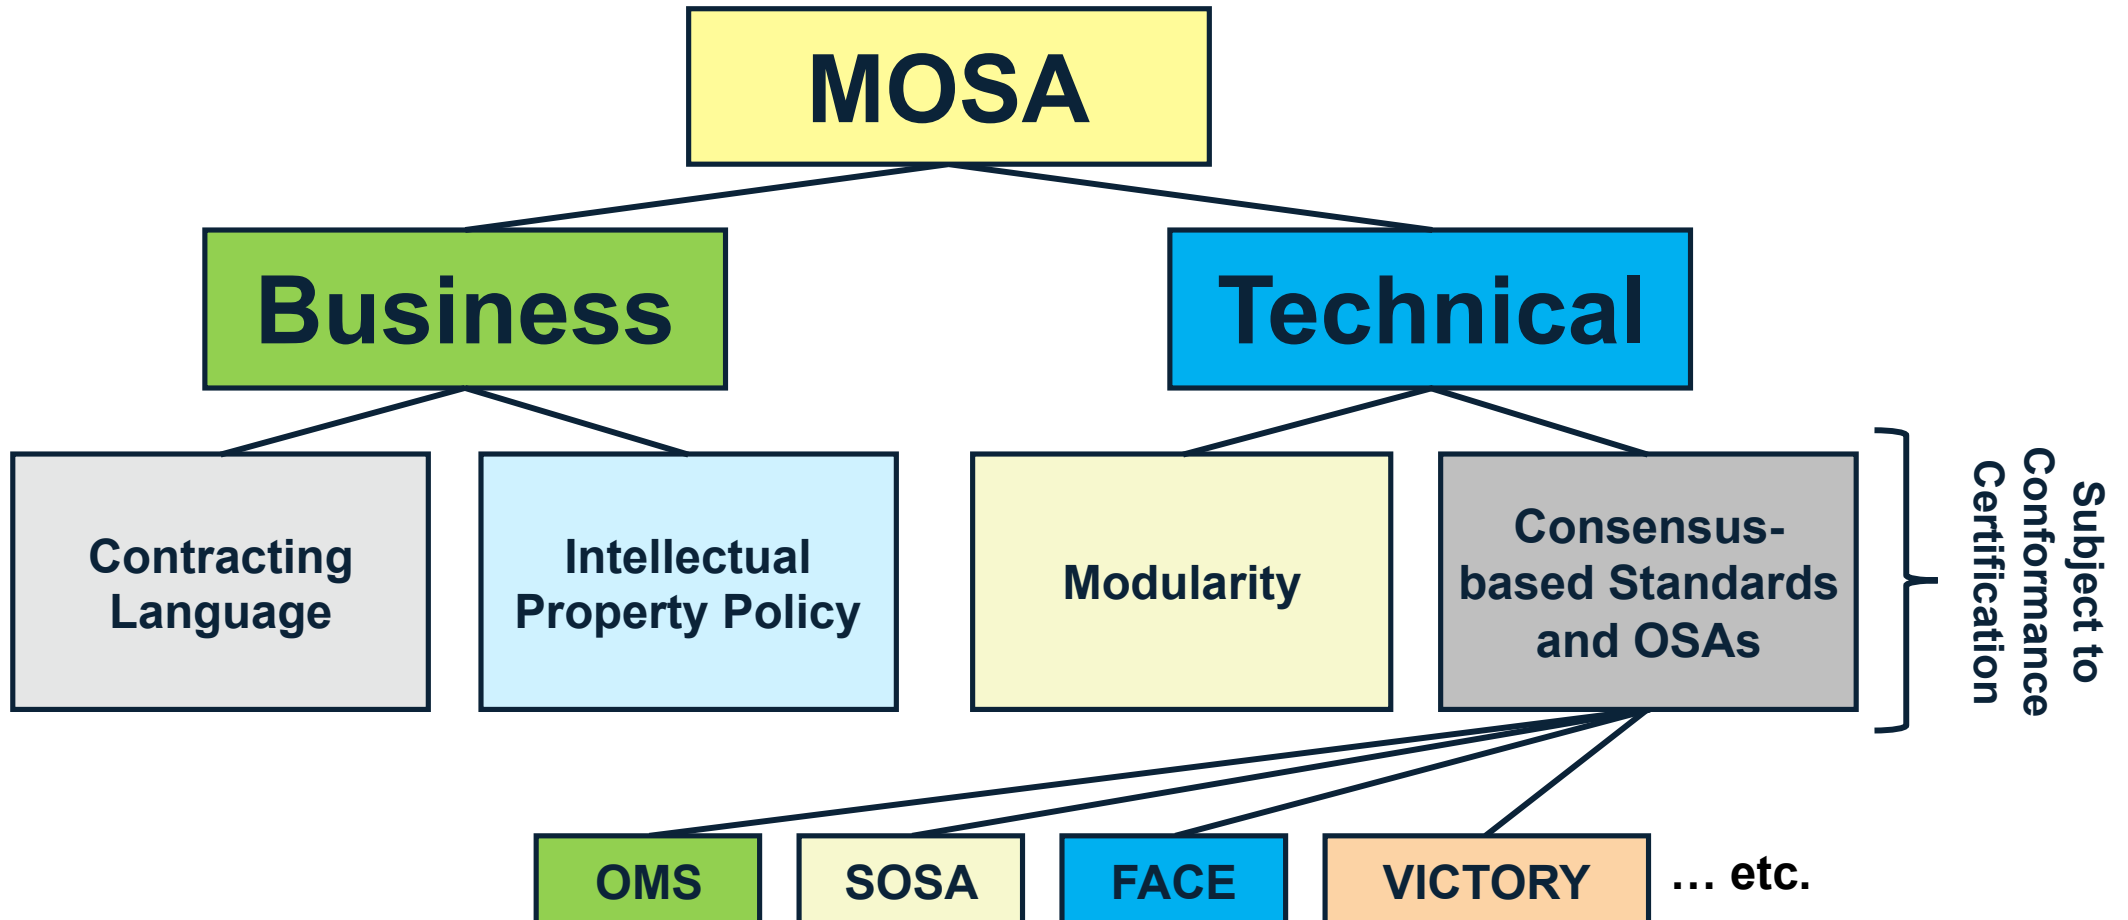 MOSA
Business
Technical
Contracting
Language
Intellectual
Property Policy
Modularity
Consensus-
based Standards
and OSAs
Subject to
Conformance
Certification
OMS
SOSA
FACE
VICTORY
... etc.